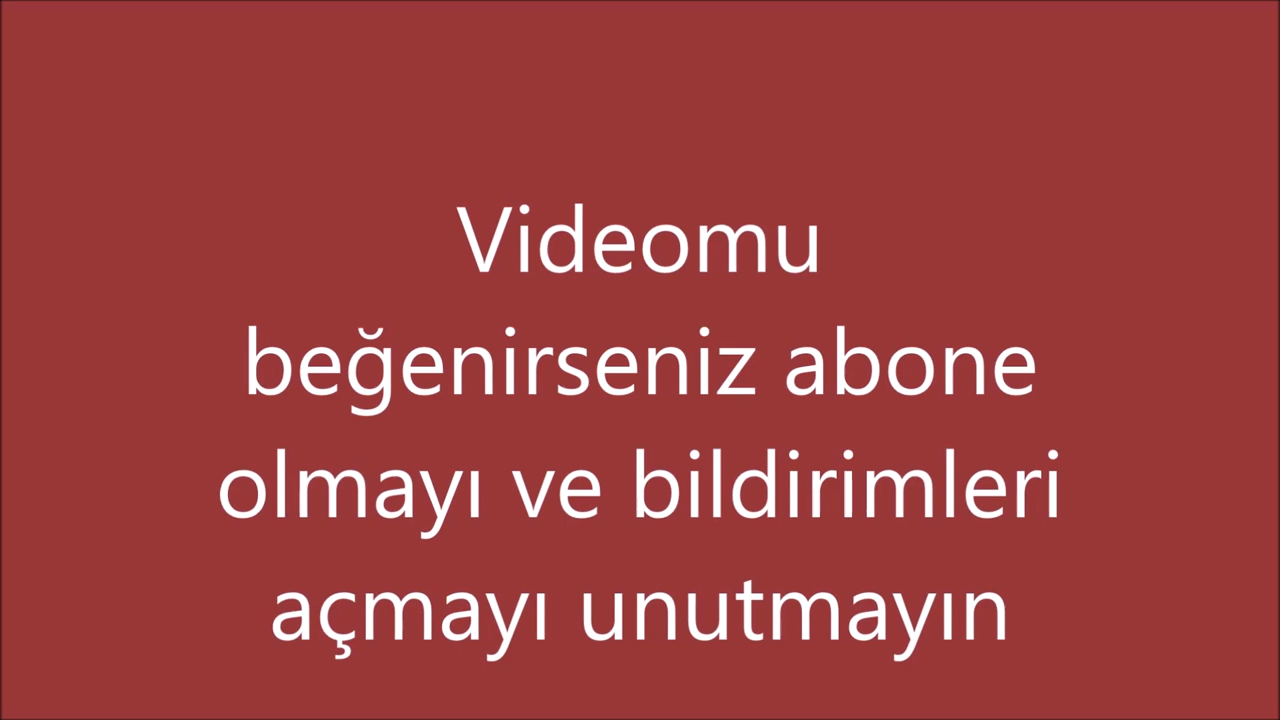 Videomu
beğenirseniz abone
olmayı ve bildirimleri
açmayı unutmayın